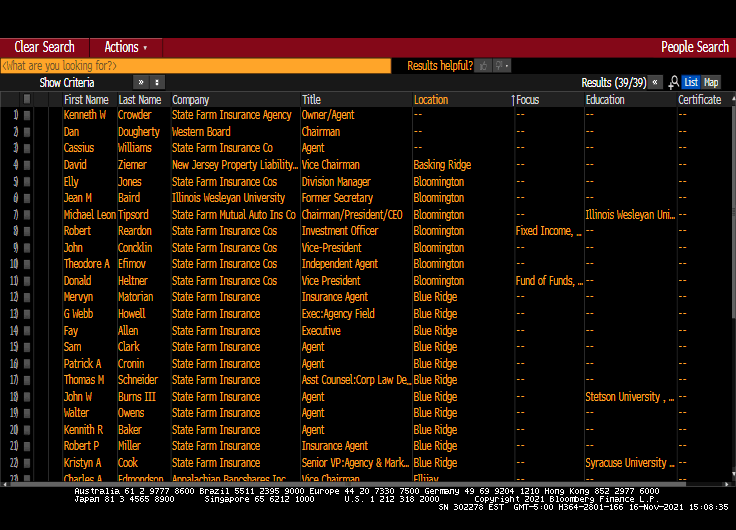 Clear Search Actions People Search
<What are you looking for?> Results helpful?
Show Criteria Results (39/39) List Map
First Name Last Name Company Title Location Focus Education Certificate
1) Kenneth W Crowder State Farm Insurance Agency Owner/Agent -- -- -- --
2) Dan Dougherty Western Board Chairman -- -- -- --
3) Cassius Williams State Farm Insurance Co Agent -- -- -- --
4) David Ziemer New Jersey Property Liability... Vice Chairman Basking Ridge -- -- --
5) Elly Jones State Farm Insurance Cos Division Manager Bloomington -- -- --
6) Jean M Baird Illinois Wesleyan University Former Secretary Bloomington -- -- --
7) Michael Leon Tipsord State Farm Mutual Auto Ins Co Chairman/President/CEO Bloomington -- Illinois Wesleyan Uni... --
8) Robert Reardon State Farm Insurance Cos Investment Officer Bloomington Fixed Income, ... -- --
9) John Concklin State Farm Insurance Cos Vice-President Bloomington -- -- --
10) Theodore A Efimov State Farm Insurance Cos Independent Agent Bloomington -- -- --
11) Donald Heltner State Farm Insurance Cos Vice President Bloomington Fund of Funds, ... -- --
12) Mervyn Matorian State Farm Insurance Insurance Agent Blue Ridge -- -- --
13) G Webb Howell State Farm Insurance Exec:Agency Field Blue Ridge -- -- --
14) Fay Allen State Farm Insurance Executive Blue Ridge -- -- --
15) Sam Clark State Farm Insurance Agent Blue Ridge -- -- --
16) Patrick A Cronin State Farm Insurance Agent Blue Ridge -- -- --
17) Thomas M Schneider State Farm Insurance Asst Counsel:Corp Law De... Blue Ridge -- -- --
18) John W Burns III State Farm Insurance Agent Blue Ridge -- Stetson University , ... --
19) Walter Owens State Farm Insurance Agent Blue Ridge -- -- --
20) Kennith R Baker State Farm Insurance Agent Blue Ridge -- -- --
21) Robert P Miller State Farm Insurance Insurance Agent Blue Ridge -- -- --
22) Kristyn A Cook State Farm Insurance Senior VP:Agency & Mark... Blue Ridge -- Syracuse University ... --
23) Charles A Edmondson Appalachian Bancshares Inc Ellijay
Australia 61 2 9777 8600 Brazil 5511 2395 9000 Europe 44 20 7330 7500 Germany 49 69 9204 1210 Hong Kong 852 2977 6000
Japan 81 3 4565 8900 Singapore 65 6212 1000 U.S. 1 212 318 2000 Copyright 2021 Bloomberg Finance L.P.
SN 302278 EST GMT-5:00 H364-2801-166 16-Nov-2021 15:08:35